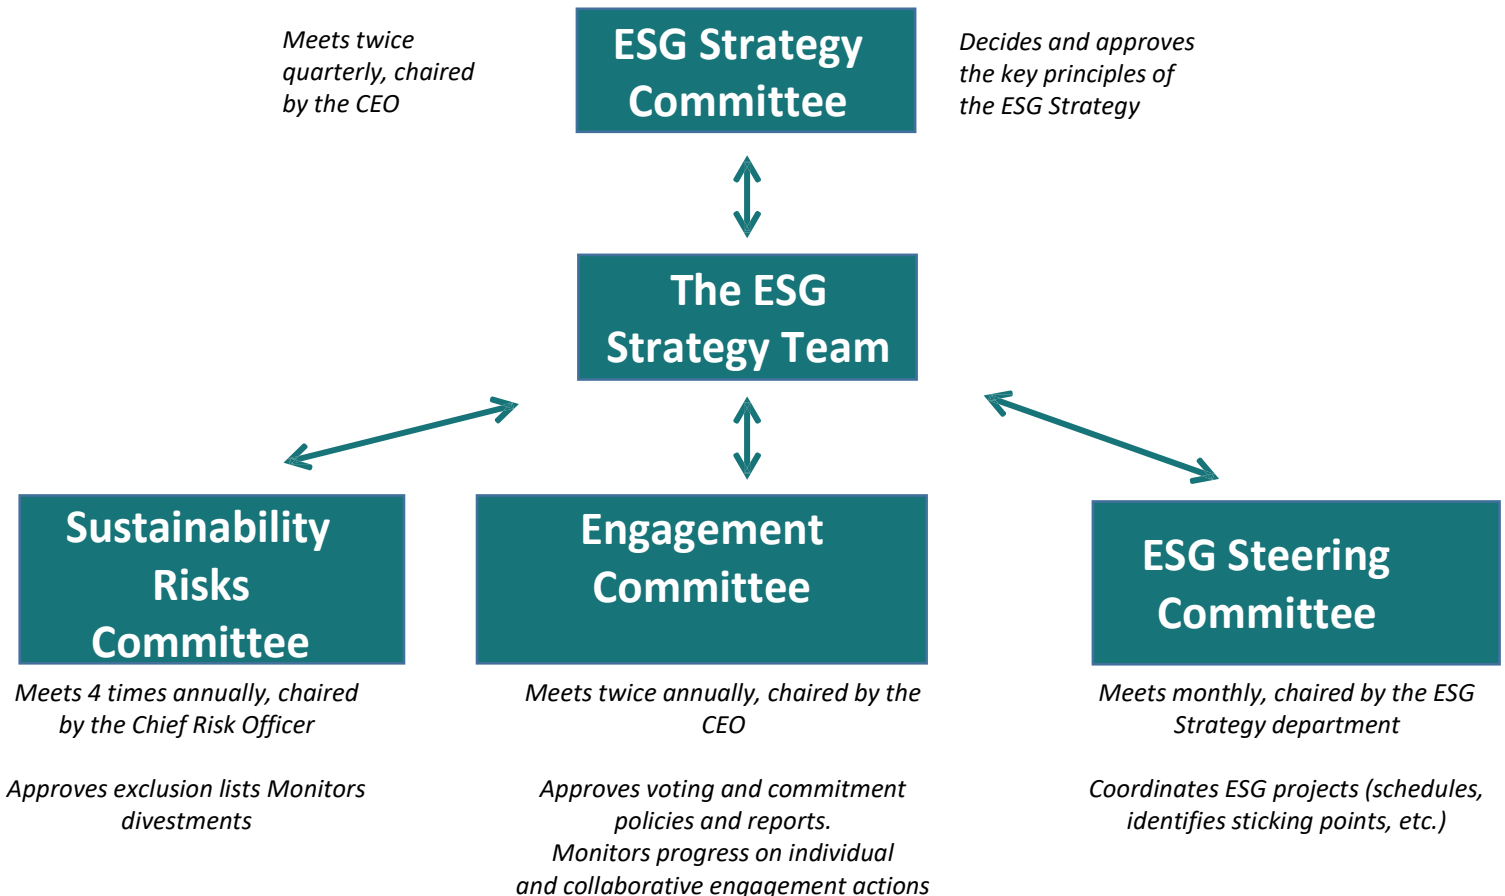 Meets twice
quarterly, chaired
by the CEO
ESG Strategy
Committee
Decides and approves
the key principles of
the ESG Strategy
The ESG
Strategy Team
Sustainability
Risks
Committee
Meets 4 times annually, chaired
by the Chief Risk Officer
Approves exclusion lists Monitors
divestments
Engagement
Committee
Meets twice annually, chaired by the
CEO
Approves voting and commitment
policies and reports.
Monitors progress on individual
and collaborative engagement actions
ESG Steering
Committee
Meets monthly, chaired by the ESG
Strategy department
Coordinates ESG projects (schedules,
identifies sticking points, etc.)